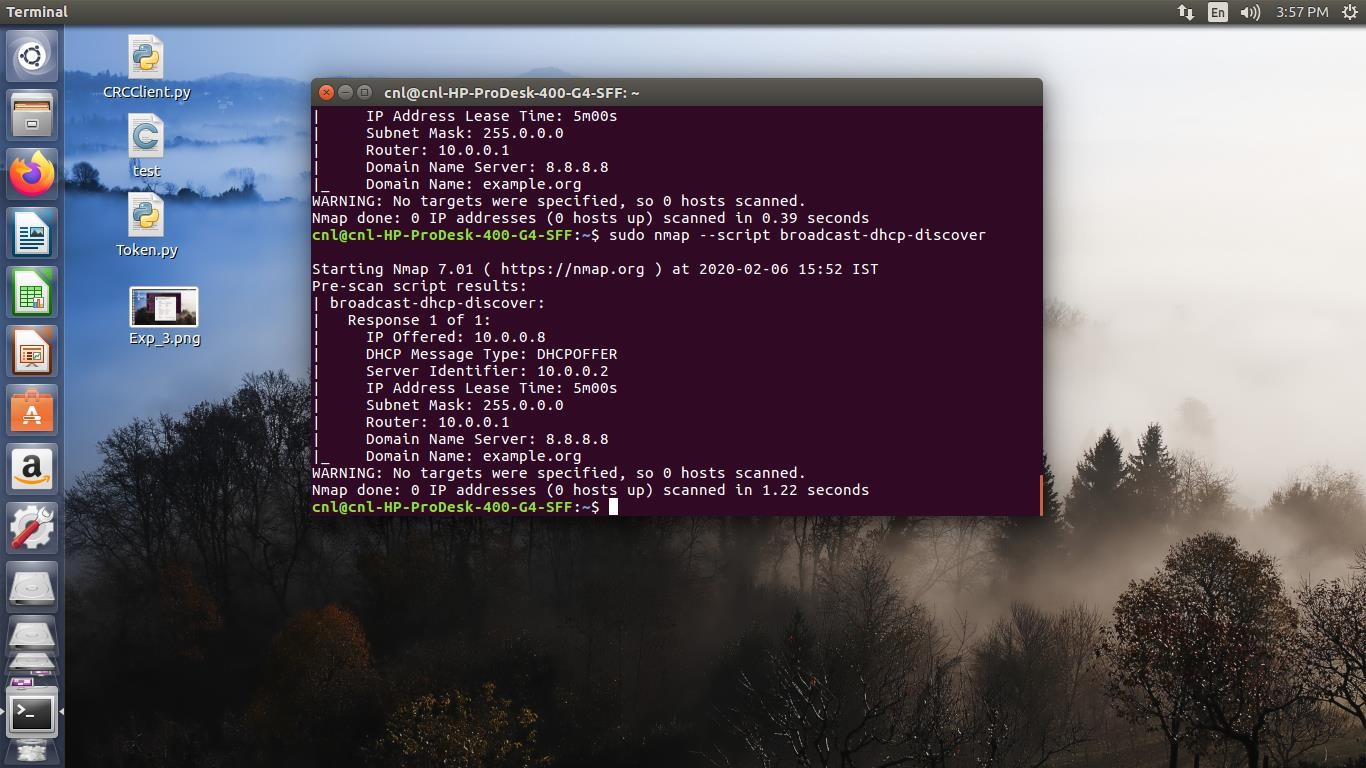 Terminal
En
3:57 PM
CRCClient.py
test
Token.py
Exp_3.png
cnl@cnl-HP-ProDesk-400-G4-SFF: ~
|     IP Address Lease Time: 5m00s
|     Subnet Mask: 255.0.0.0
|     Router: 10.0.0.1
|     Domain Name Server: 8.8.8.8
|_    Domain Name: example.org
WARNING: No targets were specified, so 0 hosts scanned.
Nmap done: 0 IP addresses (0 hosts up) scanned in 0.39 seconds
cnl@cnl-HP-ProDesk-400-G4-SFF:~$ sudo nmap --script broadcast-dhcp-discover
Starting Nmap 7.01 ( https://nmap.org ) at 2020-02-06 15:52 IST
Pre-scan script results:
| broadcast-dhcp-discover:
|   Response 1 of 1:
|     IP Offered: 10.0.0.8
|     DHCP Message Type: DHCPOFFER
|     Server Identifier: 10.0.0.2
|     IP Address Lease Time: 5m00s
|     Subnet Mask: 255.0.0.0
|     Router: 10.0.0.1
|     Domain Name Server: 8.8.8.8
|_    Domain Name: example.org
WARNING: No targets were specified, so 0 hosts scanned.
Nmap done: 0 IP addresses (0 hosts up) scanned in 1.22 seconds
cnl@cnl-HP-ProDesk-400-G4-SFF:~$